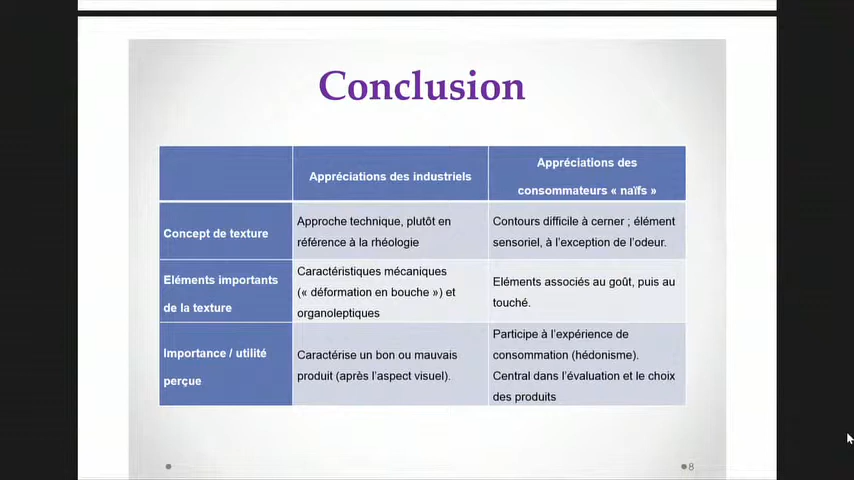 Conclusion
Appréciations des industriels
Appréciations des
consommateurs « naïfs »
Concept de texture
Approche technique, plutôt en
référence à la rhéologie
Contours difficile à cerner ; élément
sensoriel, à l'exception de l'odeur.
Eléments importants
de la texture
Caractéristiques mécaniques
(« déformation en bouche ») et
organoleptiques
Eléments associés au goût, puis au
touché.
Importance / utilité
perçue
Caractérise un bon ou mauvais
produit (après l'aspect visuel).
Participe à l'expérience de
consommation (hédonisme).
Central dans l'évaluation et le choix
des produits
8